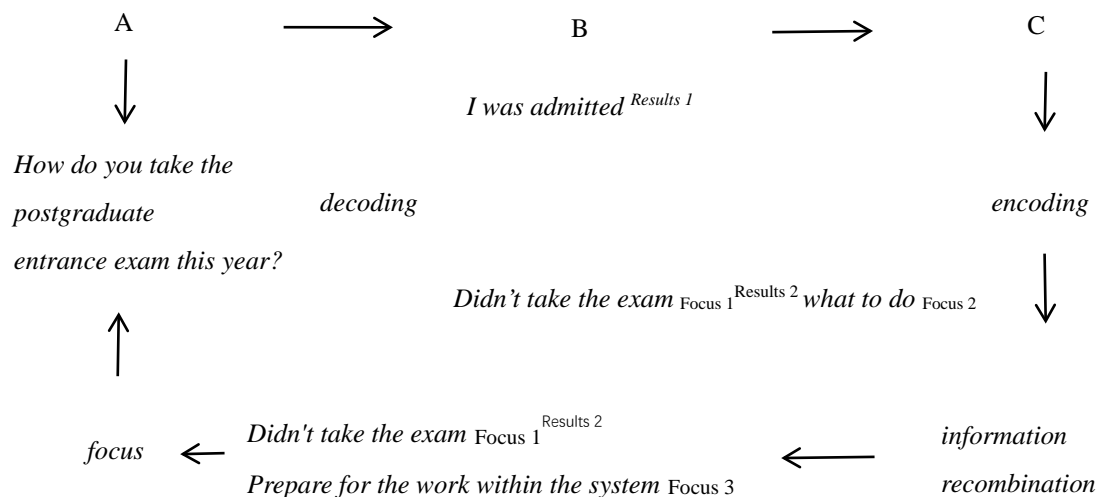 A B C
I was admitted Results 1
How do you take the
postgraduate
entrance exam this year?
decoding
encoding
Didn’t take the exam Focus 1 Results 2 what to do Focus 2
focus
Didn't take the exam Focus 1 Results 2
Prepare for the work within the system Focus 3
information
recombination